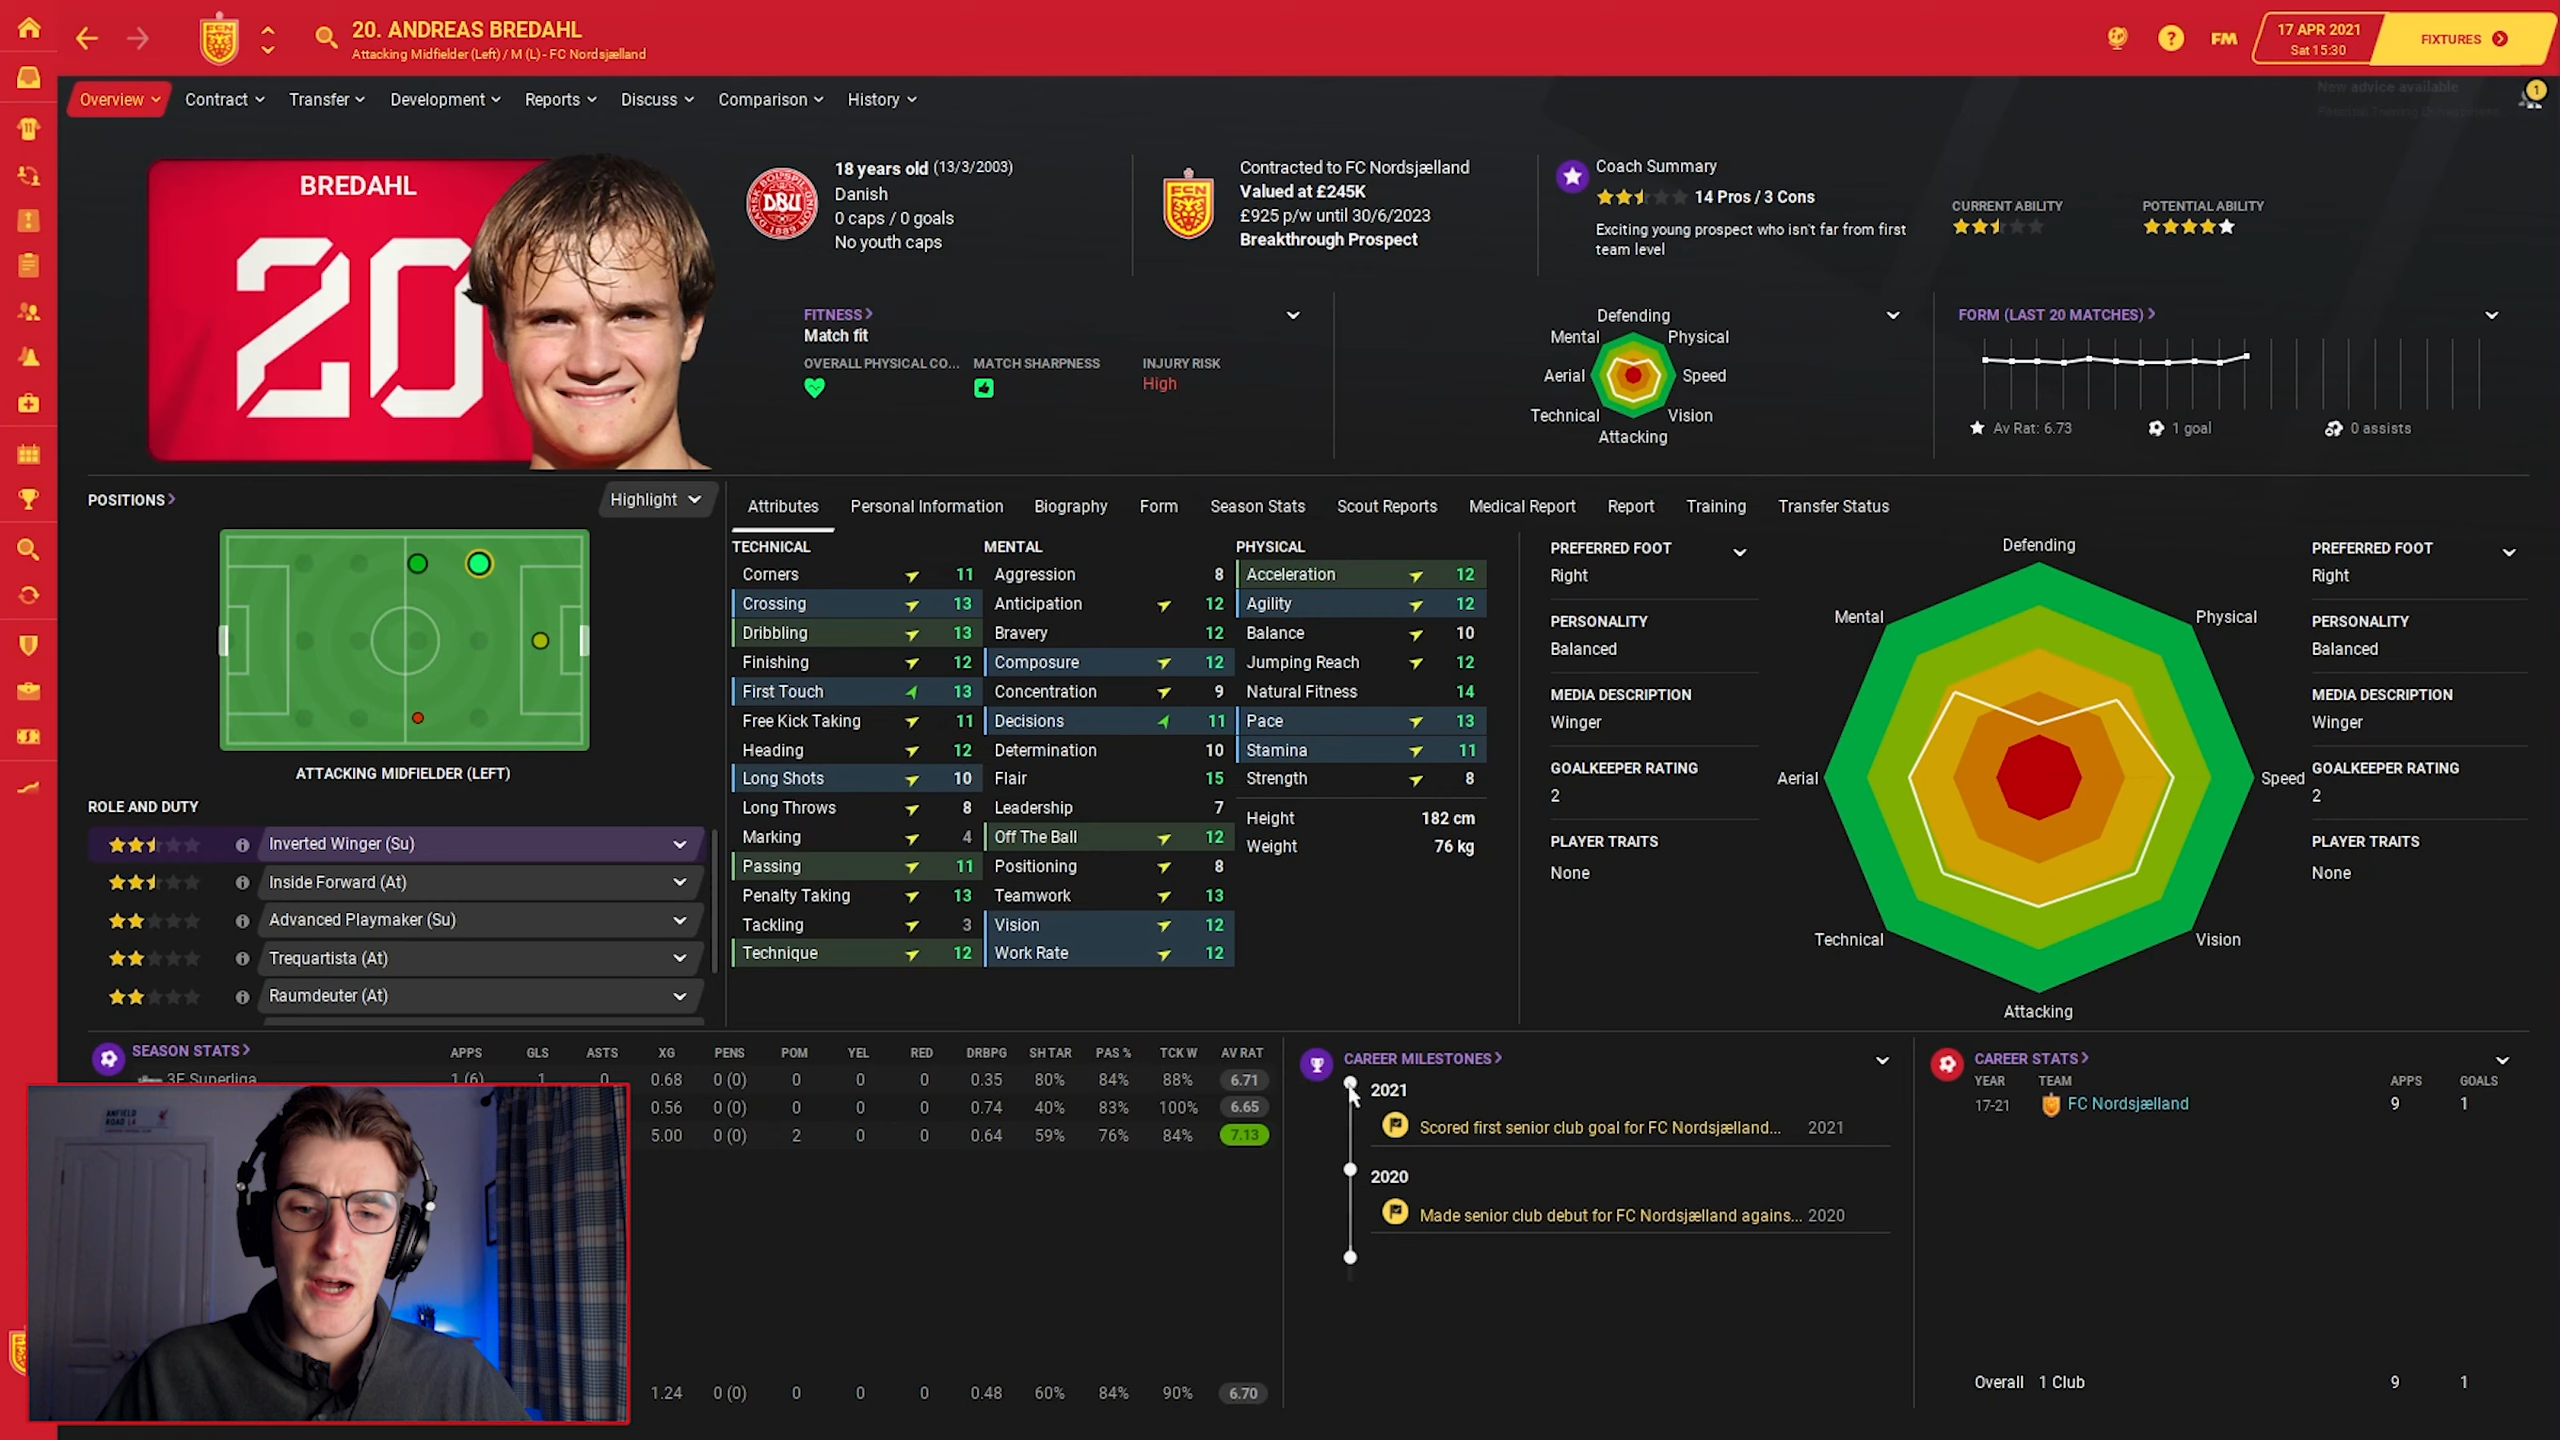 20. ANDREAS BREDAHL
Attacking Midfielder (Left) / M (L) - FC Nordsjælland
FM
17 APR 2021
Sat 15:30
FIXTURES
Overview
Contract
Transfer
Development
Reports
Discuss
Comparison
History
New advice available
1
BREDAHL
20
18 years old (13/3/2003)
Danish
0 caps / 0 goals
No youth caps
Contracted to FC Nordsjælland
Valued at £245K
£925 p/w until 30/6/2023
Breakthrough Prospect
Coach Summary
14 Pros / 3 Cons
Exciting young prospect who isn't far from first
team level
CURRENT ABILITY
POTENTIAL ABILITY
FITNESS
Match fit
OVERALL PHYSICAL CO...
MATCH SHARPNESS
INJURY RISK
High
Defending
Mental
Physical
Aerial
Speed
Technical
Vision
Attacking
FORM (LAST 20 MATCHES)
Av Rat: 6.73
1 goal
0 assists
POSITIONS
Highlight
ATTACKING MIDFIELDER (LEFT)
ROLE AND DUTY
Inverted Winger (Su)
Inside Forward (At)
Advanced Playmaker (Su)
Trequartista (At)
Raumdeuter (At)
Attributes
Personal Information
Biography
Form
Season Stats
Scout Reports
Medical Report
Report
Training
Transfer Status
TECHNICAL
Corners 11
Crossing 13
Dribbling 13
Finishing 12
First Touch 13
Free Kick Taking 11
Heading 12
Long Shots 10
Long Throws 8
Marking 4
Passing 11
Penalty Taking 13
Tackling 3
Technique 12
MENTAL
Aggression 8
Anticipation 12
Bravery 12
Composure 12
Concentration 9
Decisions 11
Determination 10
Flair 15
Leadership 7
Off The Ball 12
Positioning 8
Teamwork 13
Vision 12
Work Rate 12
PHYSICAL
Acceleration 12
Agility 12
Balance 10
Jumping Reach 12
Natural Fitness 14
Pace 13
Stamina 11
Strength 8
Height 182 cm
Weight 76 kg
PREFERRED FOOT
Right
PERSONALITY
Balanced
MEDIA DESCRIPTION
Winger
GOALKEEPER RATING
2
PLAYER TRAITS
None
Defending
Mental
Physical
Aerial
Speed
Technical
Vision
Attacking
PREFERRED FOOT
Right
PERSONALITY
Balanced
MEDIA DESCRIPTION
Winger
GOALKEEPER RATING
2
PLAYER TRAITS
None
SEASON STATS
APPS GLS ASTS XG PENS POM YEL RED DRBPG SH TAR PAS % TCK W AV RAT
3F Superliga 1 (6) 1 0 0.68 0 (0) 0 0 0 0.35 80% 84% 88% 6.71
0.56 0 (0) 0 0 0 0.74 40% 83% 100% 6.65
5.00 0 (0) 2 0 0 0.64 59% 76% 84% 7.13
1.24 0 (0) 0 0 0 0.48 60% 84% 90% 6.70
ANFIELD
ROAD L4
CAREER MILESTONES
2021
Scored first senior club goal for FC Nordsjælland... 2021
2020
Made senior club debut for FC Nordsjælland agains... 2020
CAREER STATS
YEAR TEAM APPS GOALS
17-21 FC Nordsjælland 9 1
Overall 1 Club 9 1